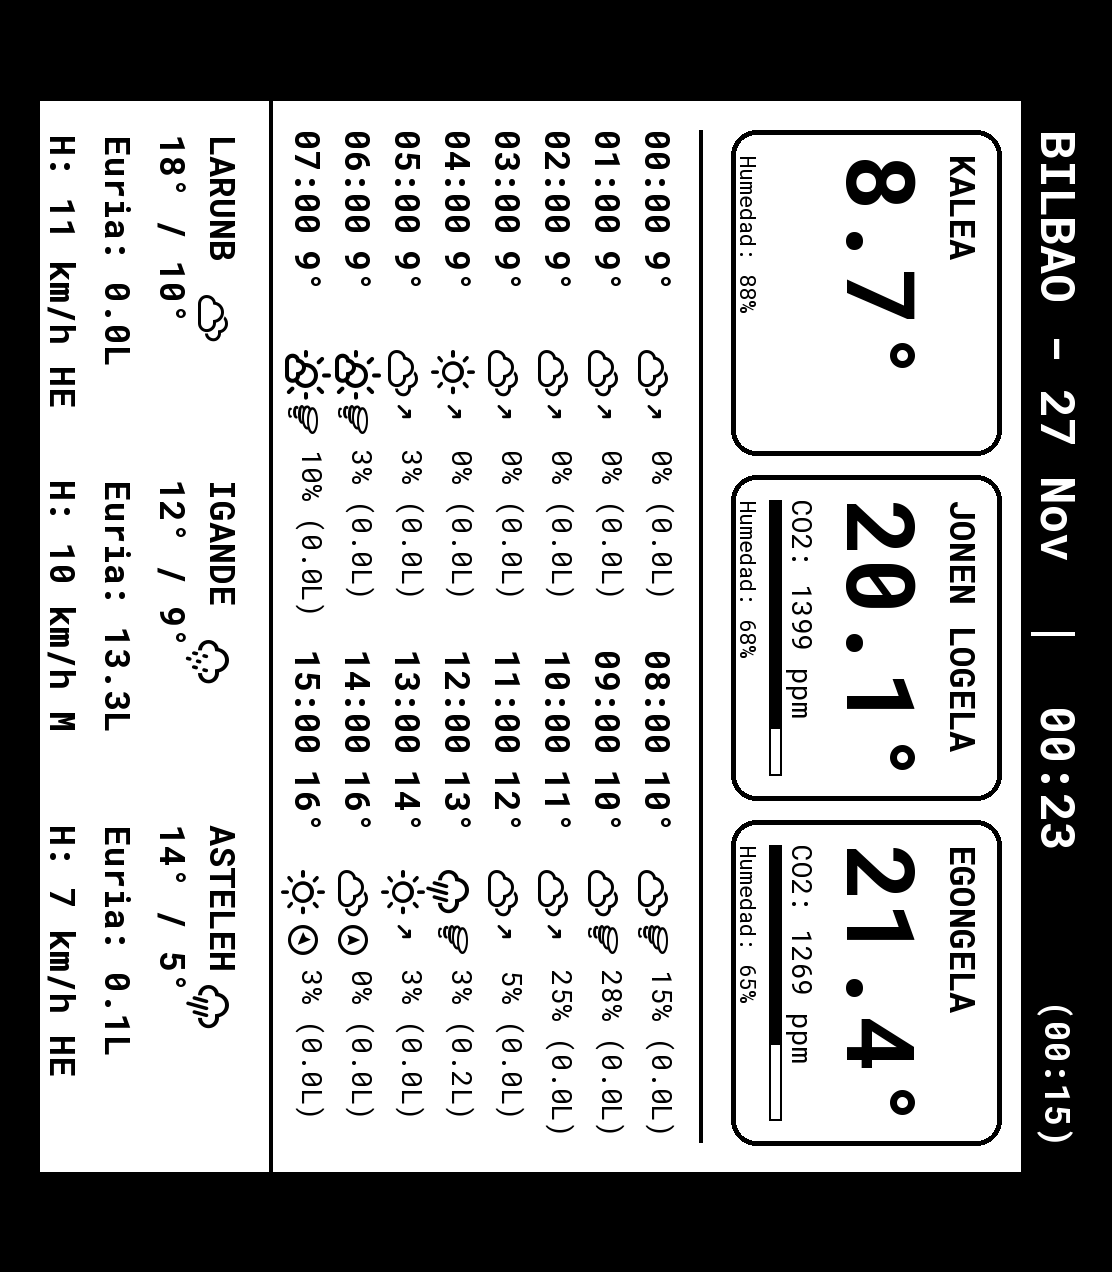 BILBAO - 27 Nov | 00:23 (00:15)
KALEA
8.7°
Humedad: 88%
JONEN LOGELA
20.1°
CO2: 1399 ppm
Humedad: 68%
EGONGELA
21.4°
CO2: 1269 ppm
Humedad: 65%
00:00 9° 0% (0.0L)
01:00 9° 0% (0.0L)
02:00 9° 0% (0.0L)
03:00 9° 0% (0.0L)
04:00 9° 0% (0.0L)
05:00 9° 3% (0.0L)
06:00 9° 3% (0.0L)
07:00 9° 10% (0.0L)
08:00 10° 15% (0.0L)
09:00 10° 28% (0.0L)
10:00 11° 25% (0.0L)
11:00 12° 5% (0.0L)
12:00 13° 3% (0.2L)
13:00 14° 3% (0.0L)
14:00 16° 0% (0.0L)
15:00 16° 3% (0.0L)
LARUNB
18° / 10°
Euria: 0.0L
H: 11 km/h HE
IGANDE
12° / 9°
Euria: 13.3L
H: 10 km/h M
ASTELEH
14° / 5°
Euria: 0.1L
H: 7 km/h HE